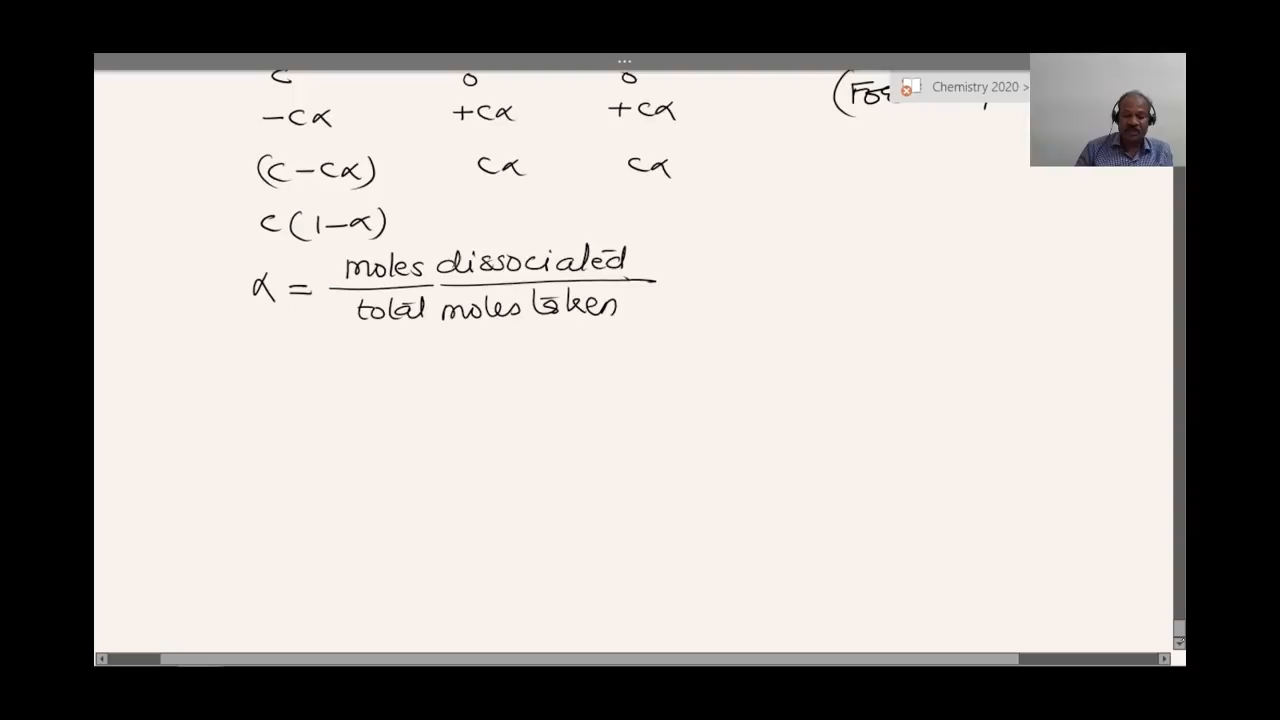 C 0 0
-Cα +Cα +Cα
(C-Cα) Cα Cα
C(1-α)
α = moles dissociated
total moles taken
Chemistry 2020 >